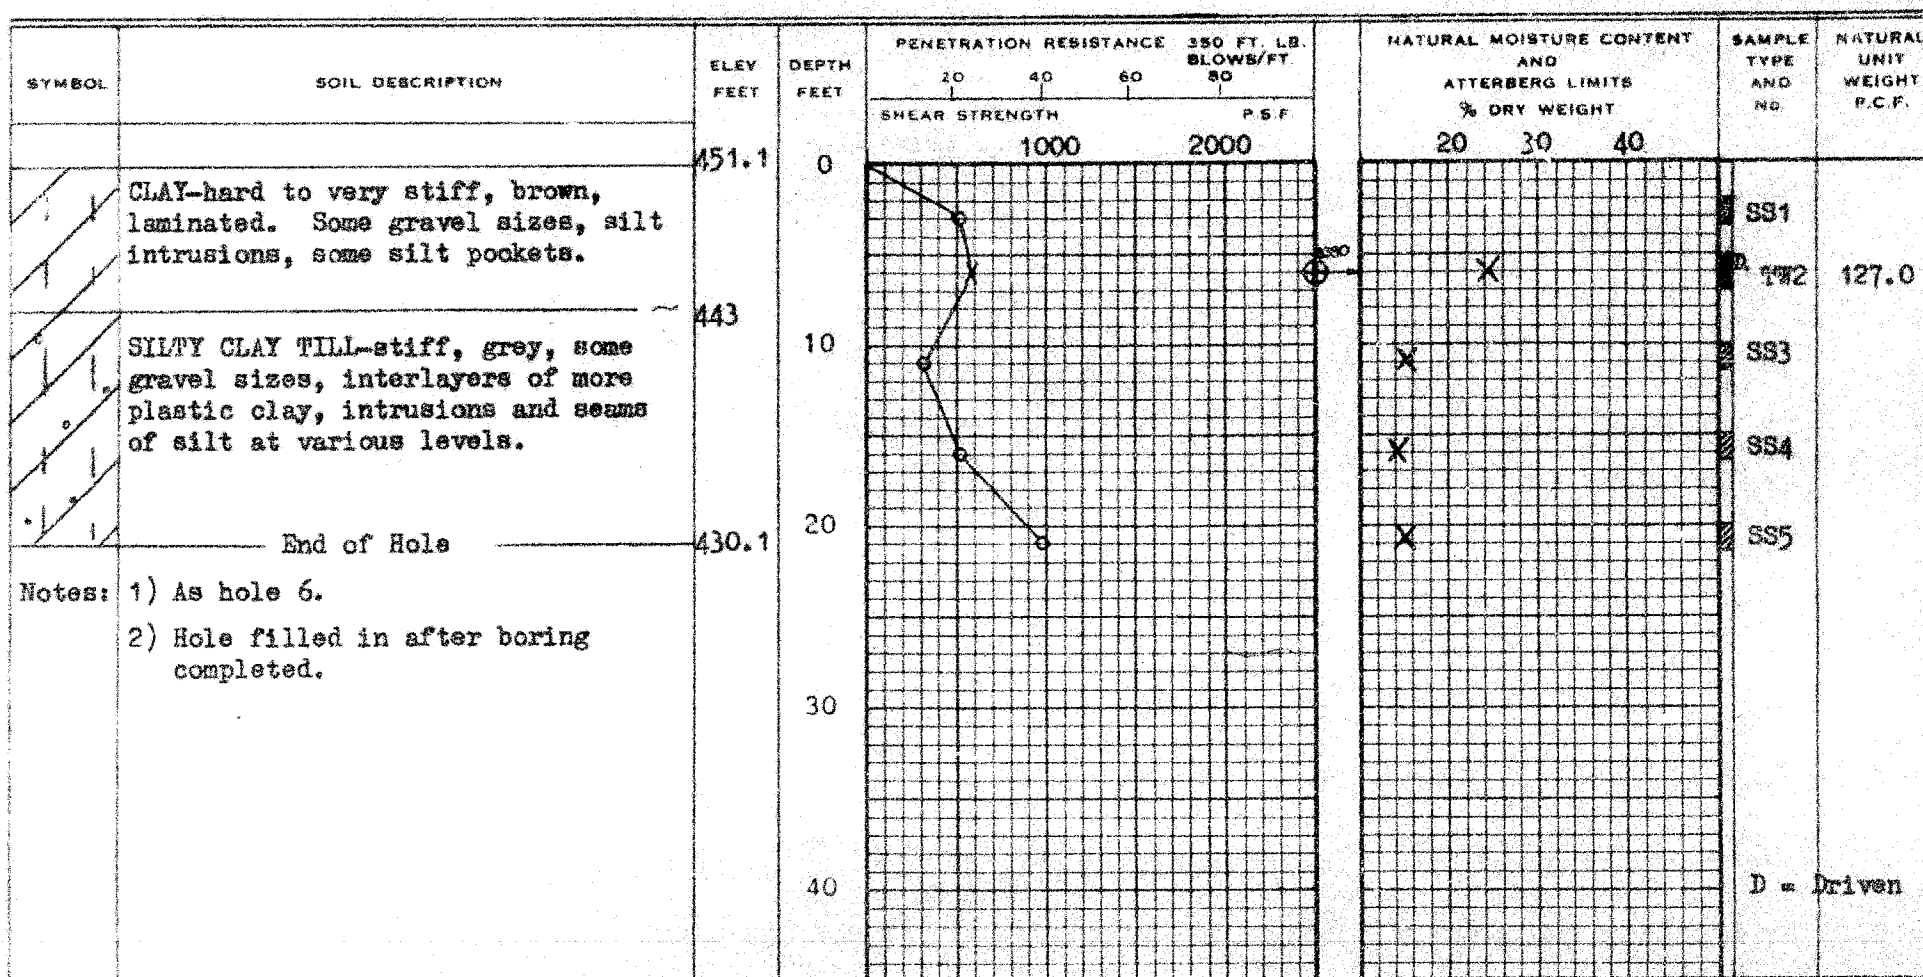 SYMBOL
SOIL DESCRIPTION
ELEV
FEET
DEPTH
FEET
PENETRATION RESISTANCE 350 FT. LB.
BLOWS/FT.
20 40 60 80
SHEAR STRENGTH P.S.F.
1000 2000
NATURAL MOISTURE CONTENT
AND
ATTERBERG LIMITS
% DRY WEIGHT
20 30 40
SAMPLE
TYPE
AND
NO.
NATURAL
UNIT
WEIGHT
P.C.F.
451.1
0
CLAY-hard to very stiff, brown,
laminated. Some gravel sizes, silt
intrusions, some silt pockets.
SS1
D TW2
127.0
443
10
SILTY CLAY TILL-stiff, grey, some
gravel sizes, interlayers of more
plastic clay, intrusions and seams
of silt at various levels.
SS3
SS4
20
End of Hole
430.1
SS5
Notes: 1) As hole 6.
2) Hole filled in after boring
completed.
30
40
D = Driven